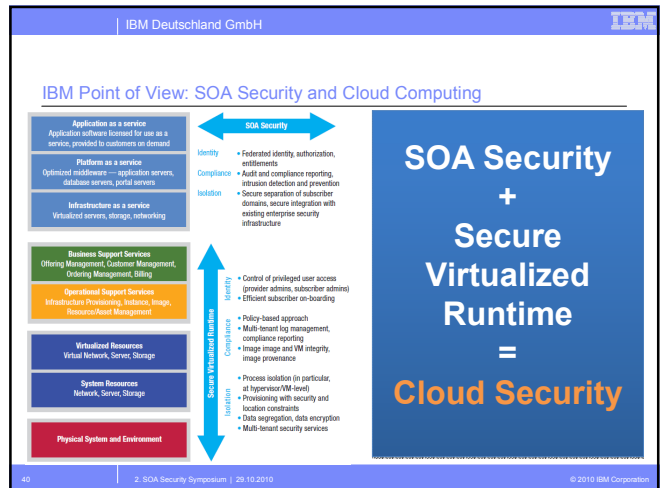 IBM Deutschland GmbH
IBM
IBM Point of View: SOA Security and Cloud Computing
Application as a service
Application software licensed for use as a
service, provided to customers on demand
Platform as a service
Optimized middleware — application servers,
database servers, portal servers
Infrastructure as a service
Virtualized servers, storage, networking
Business Support Services
Offering Management, Customer Management,
Ordering Management, Billing
Operational Support Services
Infrastructure Provisioning, Instance, Image,
Resource/Asset Management
Virtualized Resources
Virtual Network, Server, Storage
System Resources
Network, Server, Storage
Physical System and Environment
SOA Security
Identity
• Federated identity, authorization,
entitlements
Compliance
• Audit and compliance reporting,
intrusion detection and prevention
Isolation
• Secure separation of subscriber
domains, secure integration with
existing enterprise security
infrastructure
Secure Virtualized Runtime
Identity
• Control of privileged user access
(provider admins, subscriber admins)
• Efficient subscriber on-boarding
Compliance
• Policy-based approach
• Multi-tenant log management,
compliance reporting
• Image image and VM integrity,
image provenance
Isolation
• Process isolation (in particular,
at hypervisor/VM-level)
• Provisioning with security and
location constraints
• Data segregation, data encryption
• Multi-tenant security services
SOA Security
+
Secure
Virtualized
Runtime
=
Cloud Security
40
2. SOA Security Symposium | 29.10.2010
© 2010 IBM Corporation